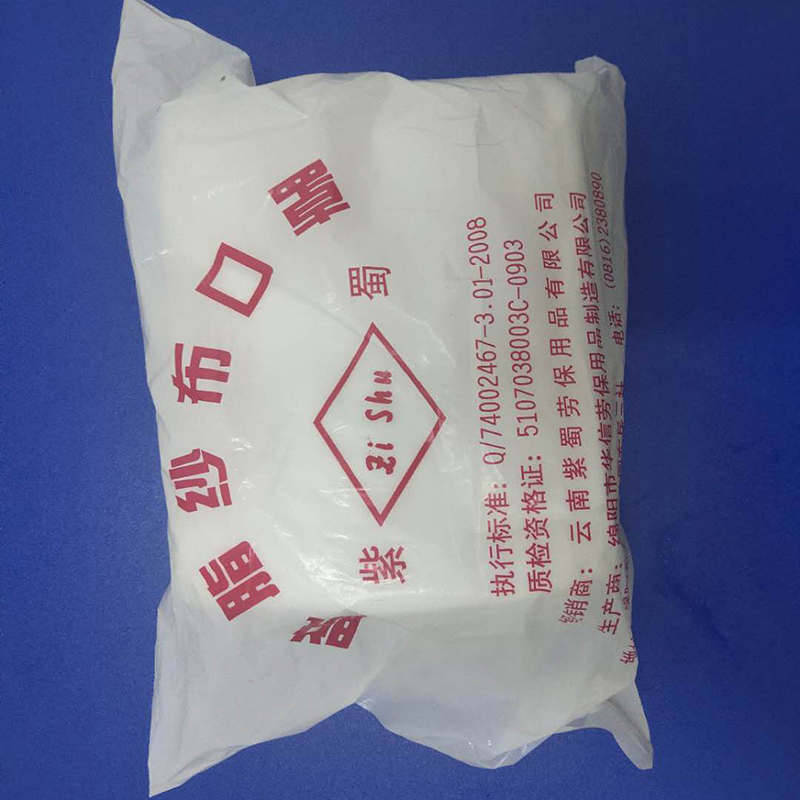 脱脂纱布口罩
紫 Zi Shu 蜀
执行标准：Q/74002467-3.01-2008
质检资格证：5107038003C-0903
经销商：云南紫蜀劳保用品有限公司
生产商：绵阳市华信劳保用品制造有限公司
电话：(0816)2380890